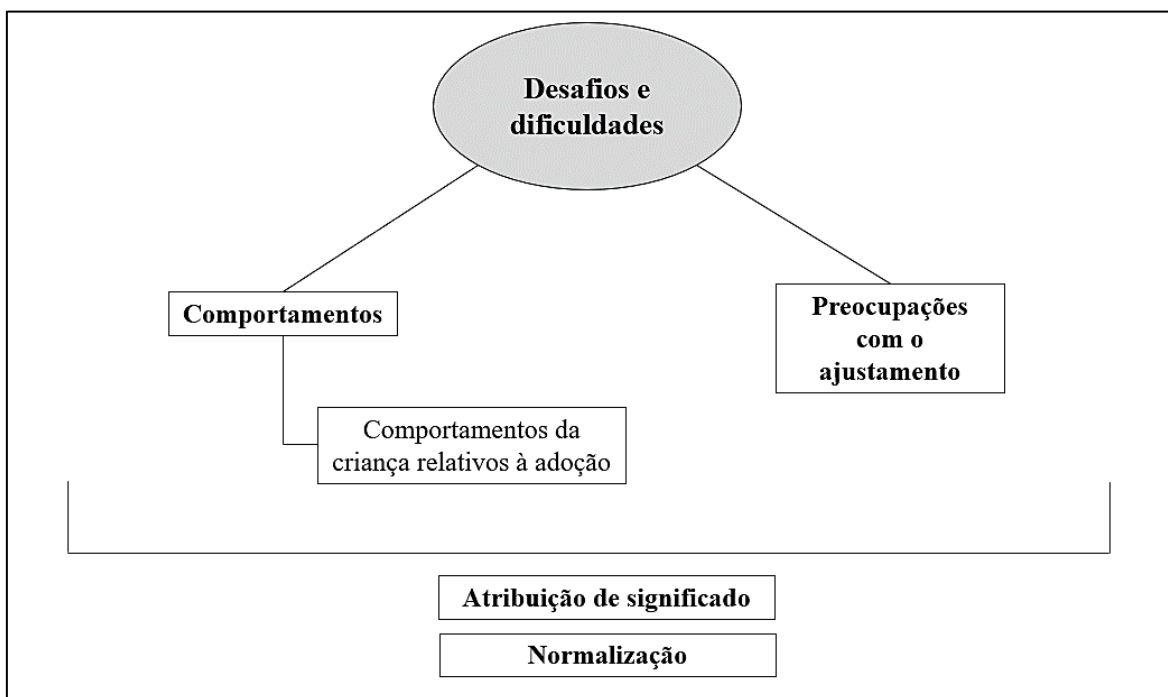 Desafios e
dificuldades
Comportamentos
Preocupações
com o
ajustamento
Comportamentos da
criança relativos à adoção
Atribuição de significado
Normalização